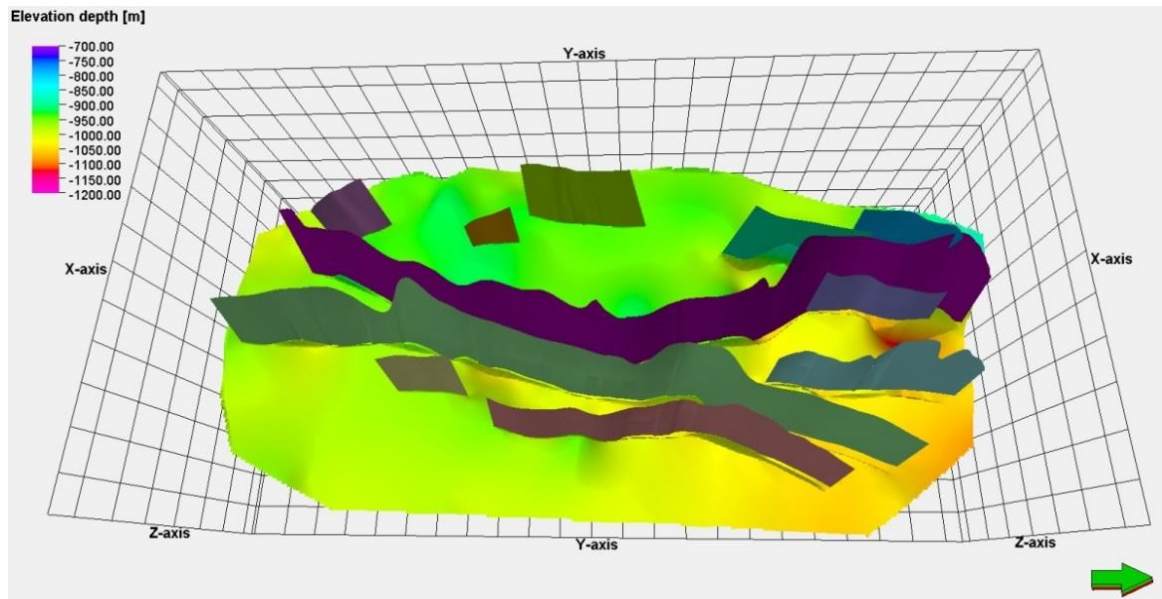 Elevation depth [m]
-700.00
-750.00
-800.00
-850.00
-900.00
-950.00
-1000.00
-1050.00
-1100.00
-1150.00
-1200.00
Y-axis
X-axis
X-axis
Z-axis
Y-axis
Z-axis